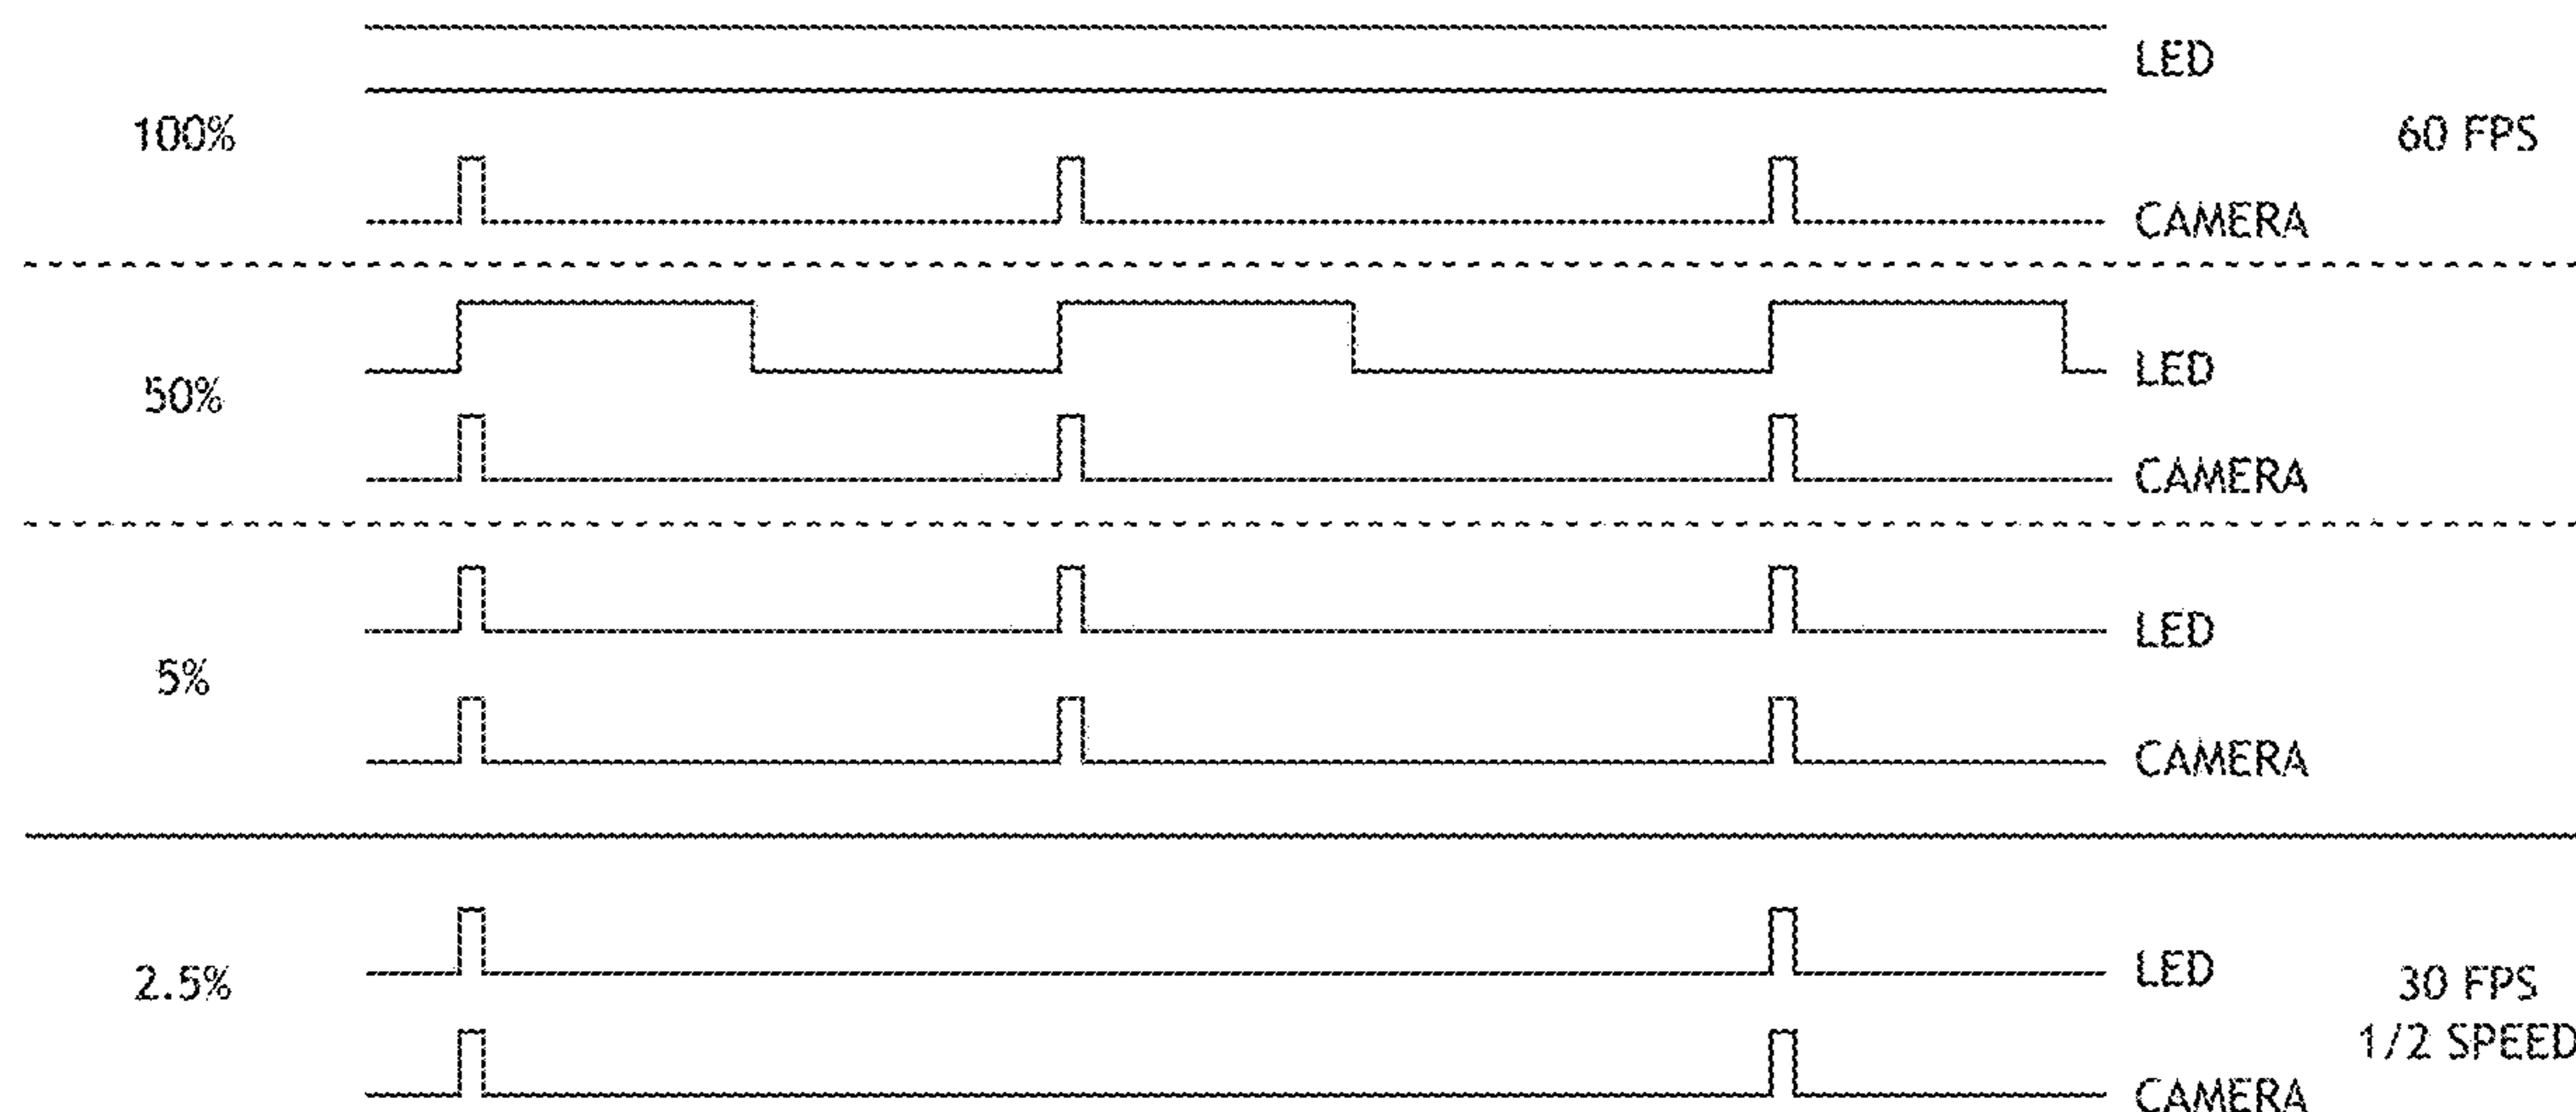 LED
100%
60 FPS
CAMERA
LED
50%
CAMERA
LED
5%
CAMERA
LED
2.5%
30 FPS
1/2 SPEED
CAMERA